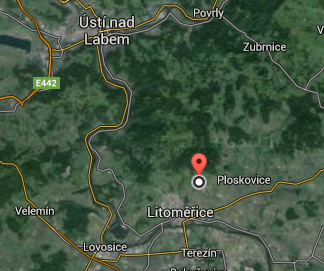 Povrly
Ústí nad
Labem
Zubrnice
E442
Ploskovice
Velemín
Litoměřice
Lovosice
Terezín